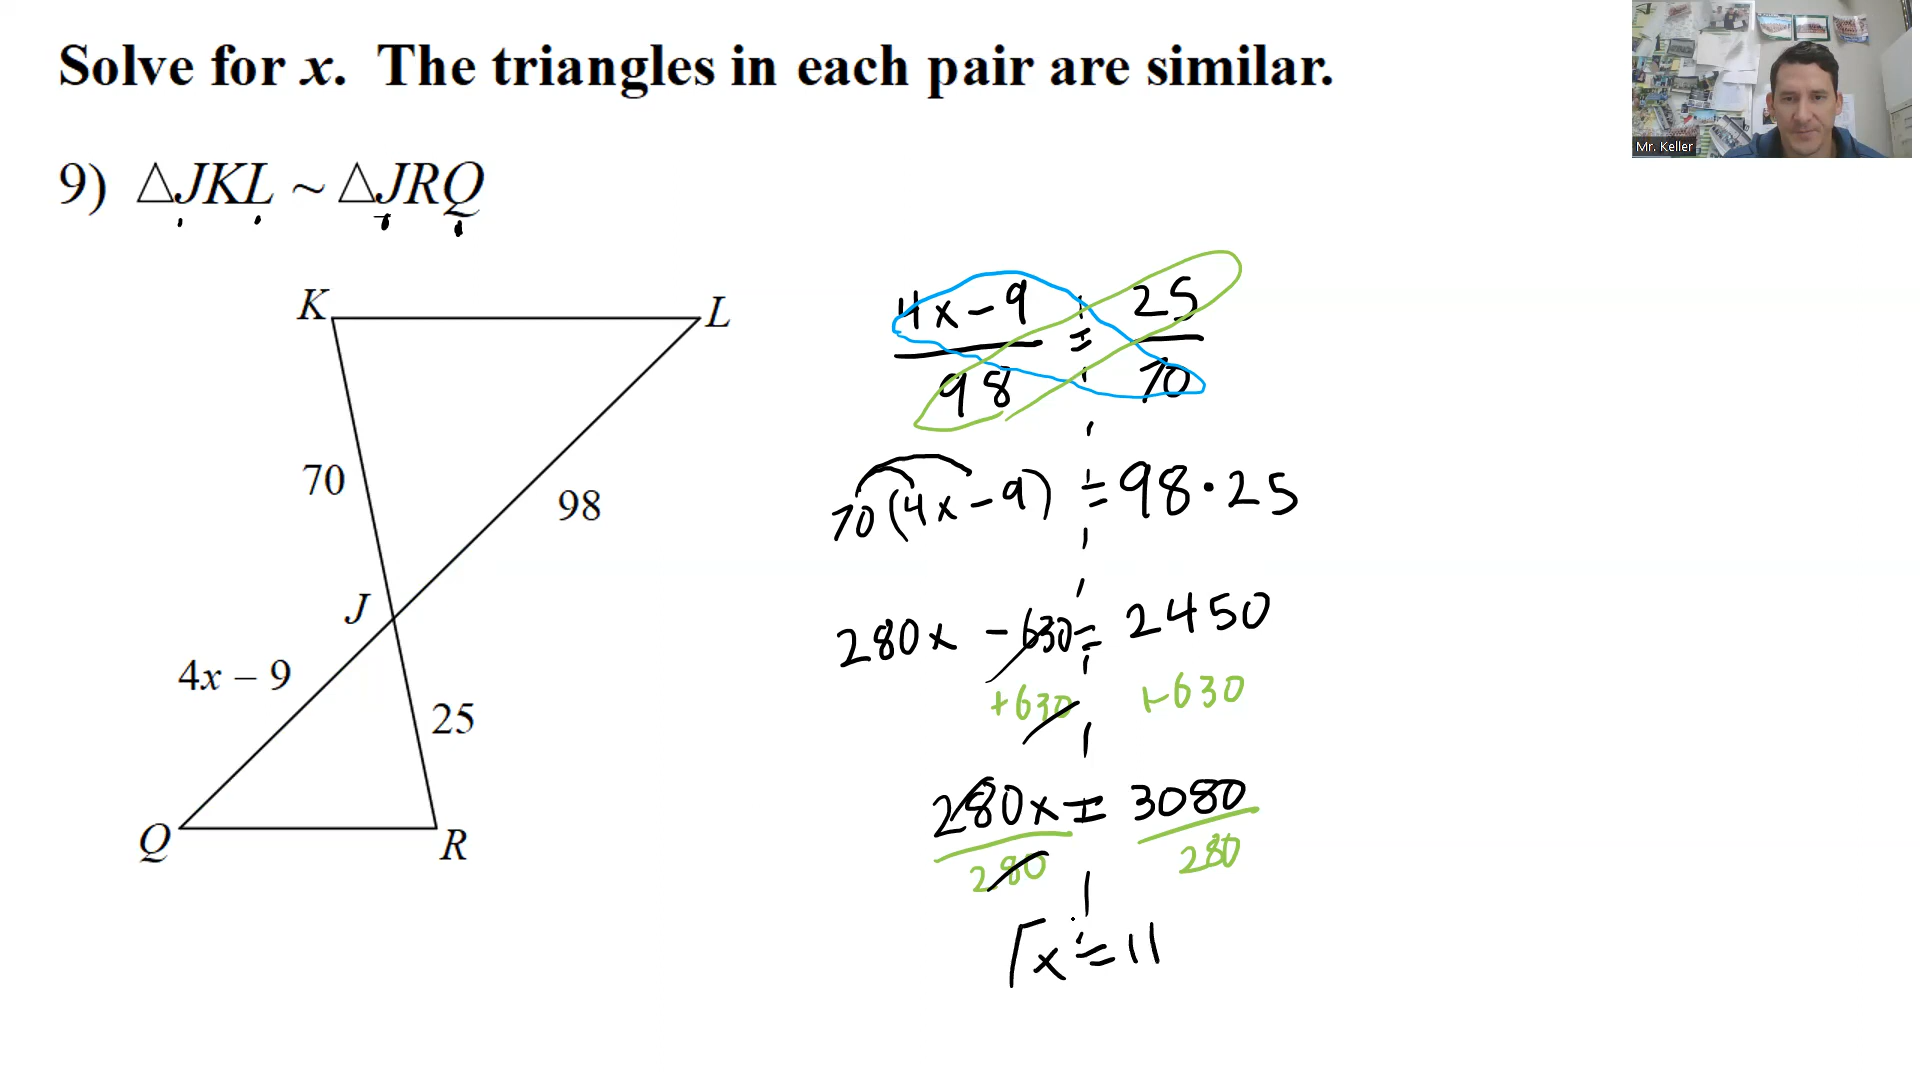 Solve for x. The triangles in each pair are similar.
Mr. Keller
9) △JKL ~ △JRQ
K
L
70
98
J
4x – 9
25
Q
R
4x – 9 = 25
98 70
70(4x – 9) = 98 · 25
280x – 630 = 2450
+630 +630
280x = 3080
280 280
x = 11